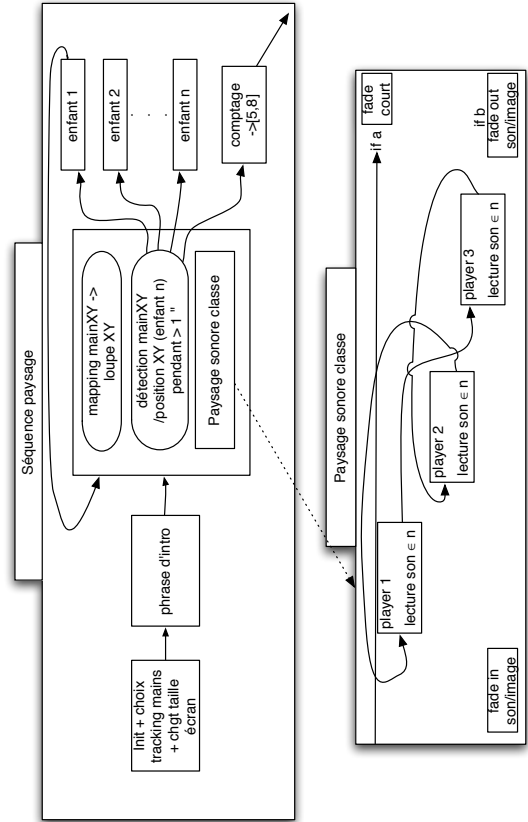 Séquence paysage
Init + choix
tracking mains
+ chgt taille
écran
phrase d'intro
mapping mainXY ->
loupe XY
détection mainXY
/position XY (enfant n)
pendant > 1 "
Paysage sonore classe
enfant 1
enfant 2
. . .
enfant n
comptage
->[5,8]
Paysage sonore classe
fade in
son/image
player 1
lecture son ∈ n
player 2
lecture son ∈ n
player 3
lecture son ∈ n
if a
fade
court
if b
fade out
son/image